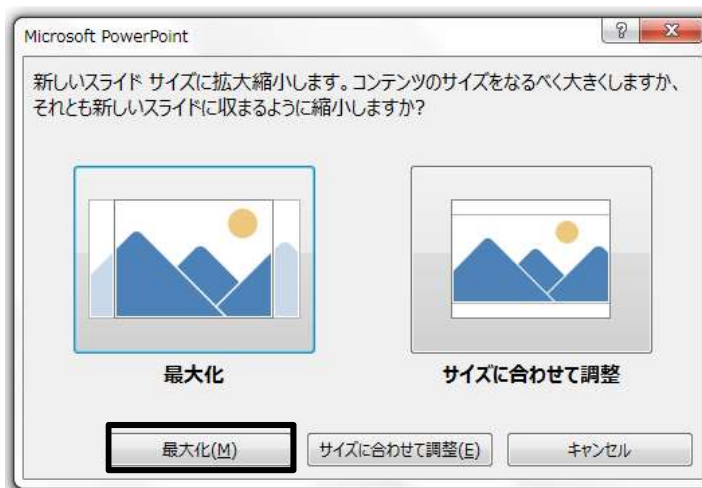 Microsoft PowerPoint
新しいスライド サイズに拡大縮小します。コンテンツのサイズをなるべく大きくしますか、
それとも新しいスライドに収まるように縮小しますか?
最大化
サイズに合わせて調整
最大化(M)
サイズに合わせて調整(E)
キャンセル